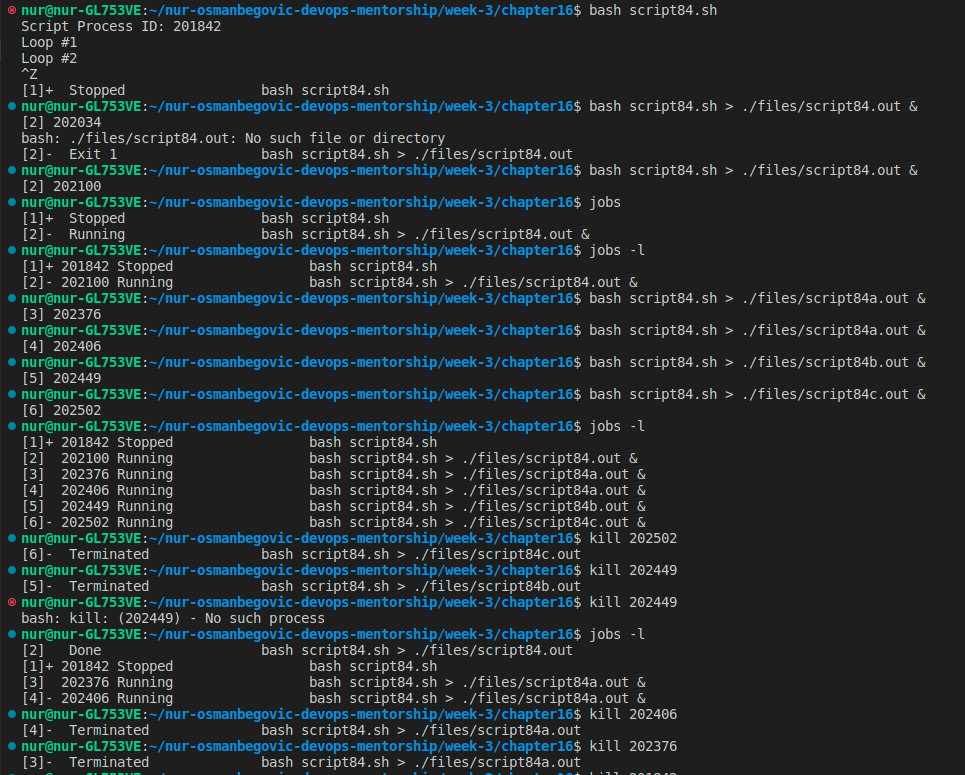 nur@nur-GL753VE:~/nur-osmanbegovic-devops-mentorship/week-3/chapter16$ bash script84.sh
Script Process ID: 201842
Loop #1
Loop #2
^Z
[1]+  Stopped                 bash script84.sh
nur@nur-GL753VE:~/nur-osmanbegovic-devops-mentorship/week-3/chapter16$ bash script84.sh > ./files/script84.out &
[2] 202034
bash: ./files/script84.out: No such file or directory
[2]-  Exit 1                  bash script84.sh > ./files/script84.out
nur@nur-GL753VE:~/nur-osmanbegovic-devops-mentorship/week-3/chapter16$ bash script84.sh > ./files/script84.out &
[2] 202100
nur@nur-GL753VE:~/nur-osmanbegovic-devops-mentorship/week-3/chapter16$ jobs
[1]+  Stopped                 bash script84.sh
[2]-  Running                 bash script84.sh > ./files/script84.out &
nur@nur-GL753VE:~/nur-osmanbegovic-devops-mentorship/week-3/chapter16$ jobs -l
[1]+ 201842 Stopped                 bash script84.sh
[2]- 202100 Running                 bash script84.sh > ./files/script84.out &
nur@nur-GL753VE:~/nur-osmanbegovic-devops-mentorship/week-3/chapter16$ bash script84.sh > ./files/script84a.out &
[3] 202376
nur@nur-GL753VE:~/nur-osmanbegovic-devops-mentorship/week-3/chapter16$ bash script84.sh > ./files/script84a.out &
[4] 202406
nur@nur-GL753VE:~/nur-osmanbegovic-devops-mentorship/week-3/chapter16$ bash script84.sh > ./files/script84b.out &
[5] 202449
nur@nur-GL753VE:~/nur-osmanbegovic-devops-mentorship/week-3/chapter16$ bash script84.sh > ./files/script84c.out &
[6] 202502
nur@nur-GL753VE:~/nur-osmanbegovic-devops-mentorship/week-3/chapter16$ jobs -l
[1]+ 201842 Stopped                 bash script84.sh
[2]  202100 Running                 bash script84.sh > ./files/script84.out &
[3]  202376 Running                 bash script84.sh > ./files/script84a.out &
[4]  202406 Running                 bash script84.sh > ./files/script84a.out &
[5]  202449 Running                 bash script84.sh > ./files/script84b.out &
[6]- 202502 Running                 bash script84.sh > ./files/script84c.out &
nur@nur-GL753VE:~/nur-osmanbegovic-devops-mentorship/week-3/chapter16$ kill 202502
[6]-  Terminated              bash script84.sh > ./files/script84c.out
nur@nur-GL753VE:~/nur-osmanbegovic-devops-mentorship/week-3/chapter16$ kill 202449
[5]-  Terminated              bash script84.sh > ./files/script84b.out
nur@nur-GL753VE:~/nur-osmanbegovic-devops-mentorship/week-3/chapter16$ kill 202449
bash: kill: (202449) - No such process
nur@nur-GL753VE:~/nur-osmanbegovic-devops-mentorship/week-3/chapter16$ jobs -l
[2]   Done                    bash script84.sh > ./files/script84.out
[1]+ 201842 Stopped                 bash script84.sh
[3]  202376 Running                 bash script84.sh > ./files/script84a.out &
[4]- 202406 Running                 bash script84.sh > ./files/script84a.out &
nur@nur-GL753VE:~/nur-osmanbegovic-devops-mentorship/week-3/chapter16$ kill 202406
[4]-  Terminated              bash script84.sh > ./files/script84a.out
nur@nur-GL753VE:~/nur-osmanbegovic-devops-mentorship/week-3/chapter16$ kill 202376
[3]-  Terminated              bash script84.sh > ./files/script84a.out